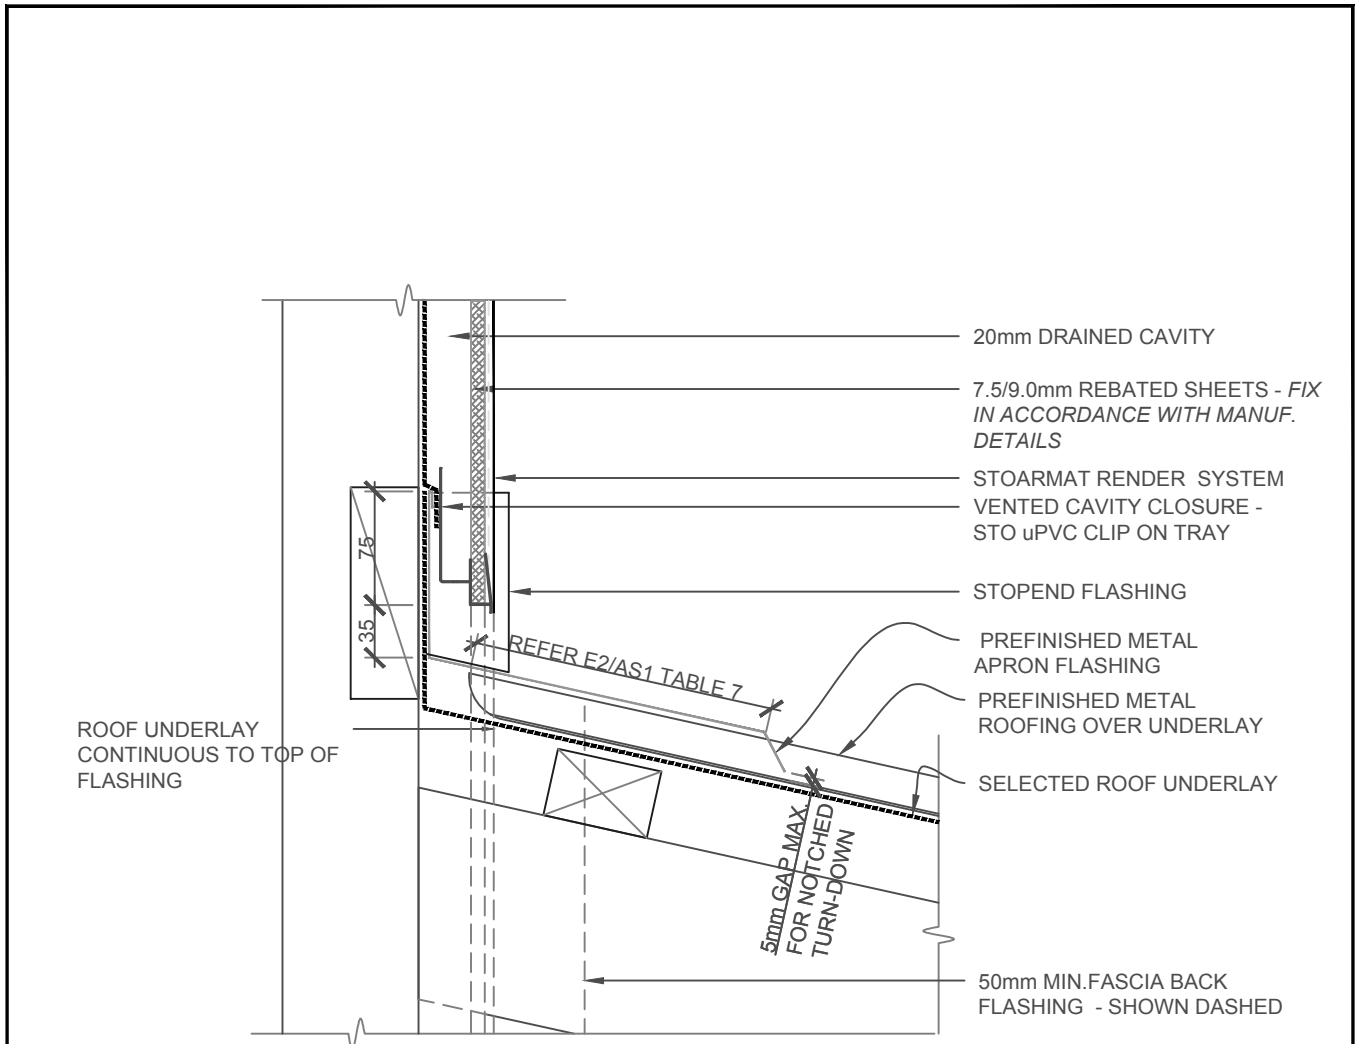 20mm DRAINED CAVITY
7.5/9.0mm REBATED SHEETS - FIX
IN ACCORDANCE WITH MANUF.
DETAILS
STOARMAT RENDER SYSTEM
VENTED CAVITY CLOSURE -
STO uPVC CLIP ON TRAY
75
STOPEND FLASHING
35
REFER E2/AS1 TABLE 7
PREFINISHED METAL
APRON FLASHING
PREFINISHED METAL
ROOFING OVER UNDERLAY
ROOF UNDERLAY
CONTINUOUS TO TOP OF
FLASHING
SELECTED ROOF UNDERLAY
5mm GAP MAX.
FOR NOTCHED
TURN-DOWN
50mm MIN.FASCIA BACK
FLASHING - SHOWN DASHED